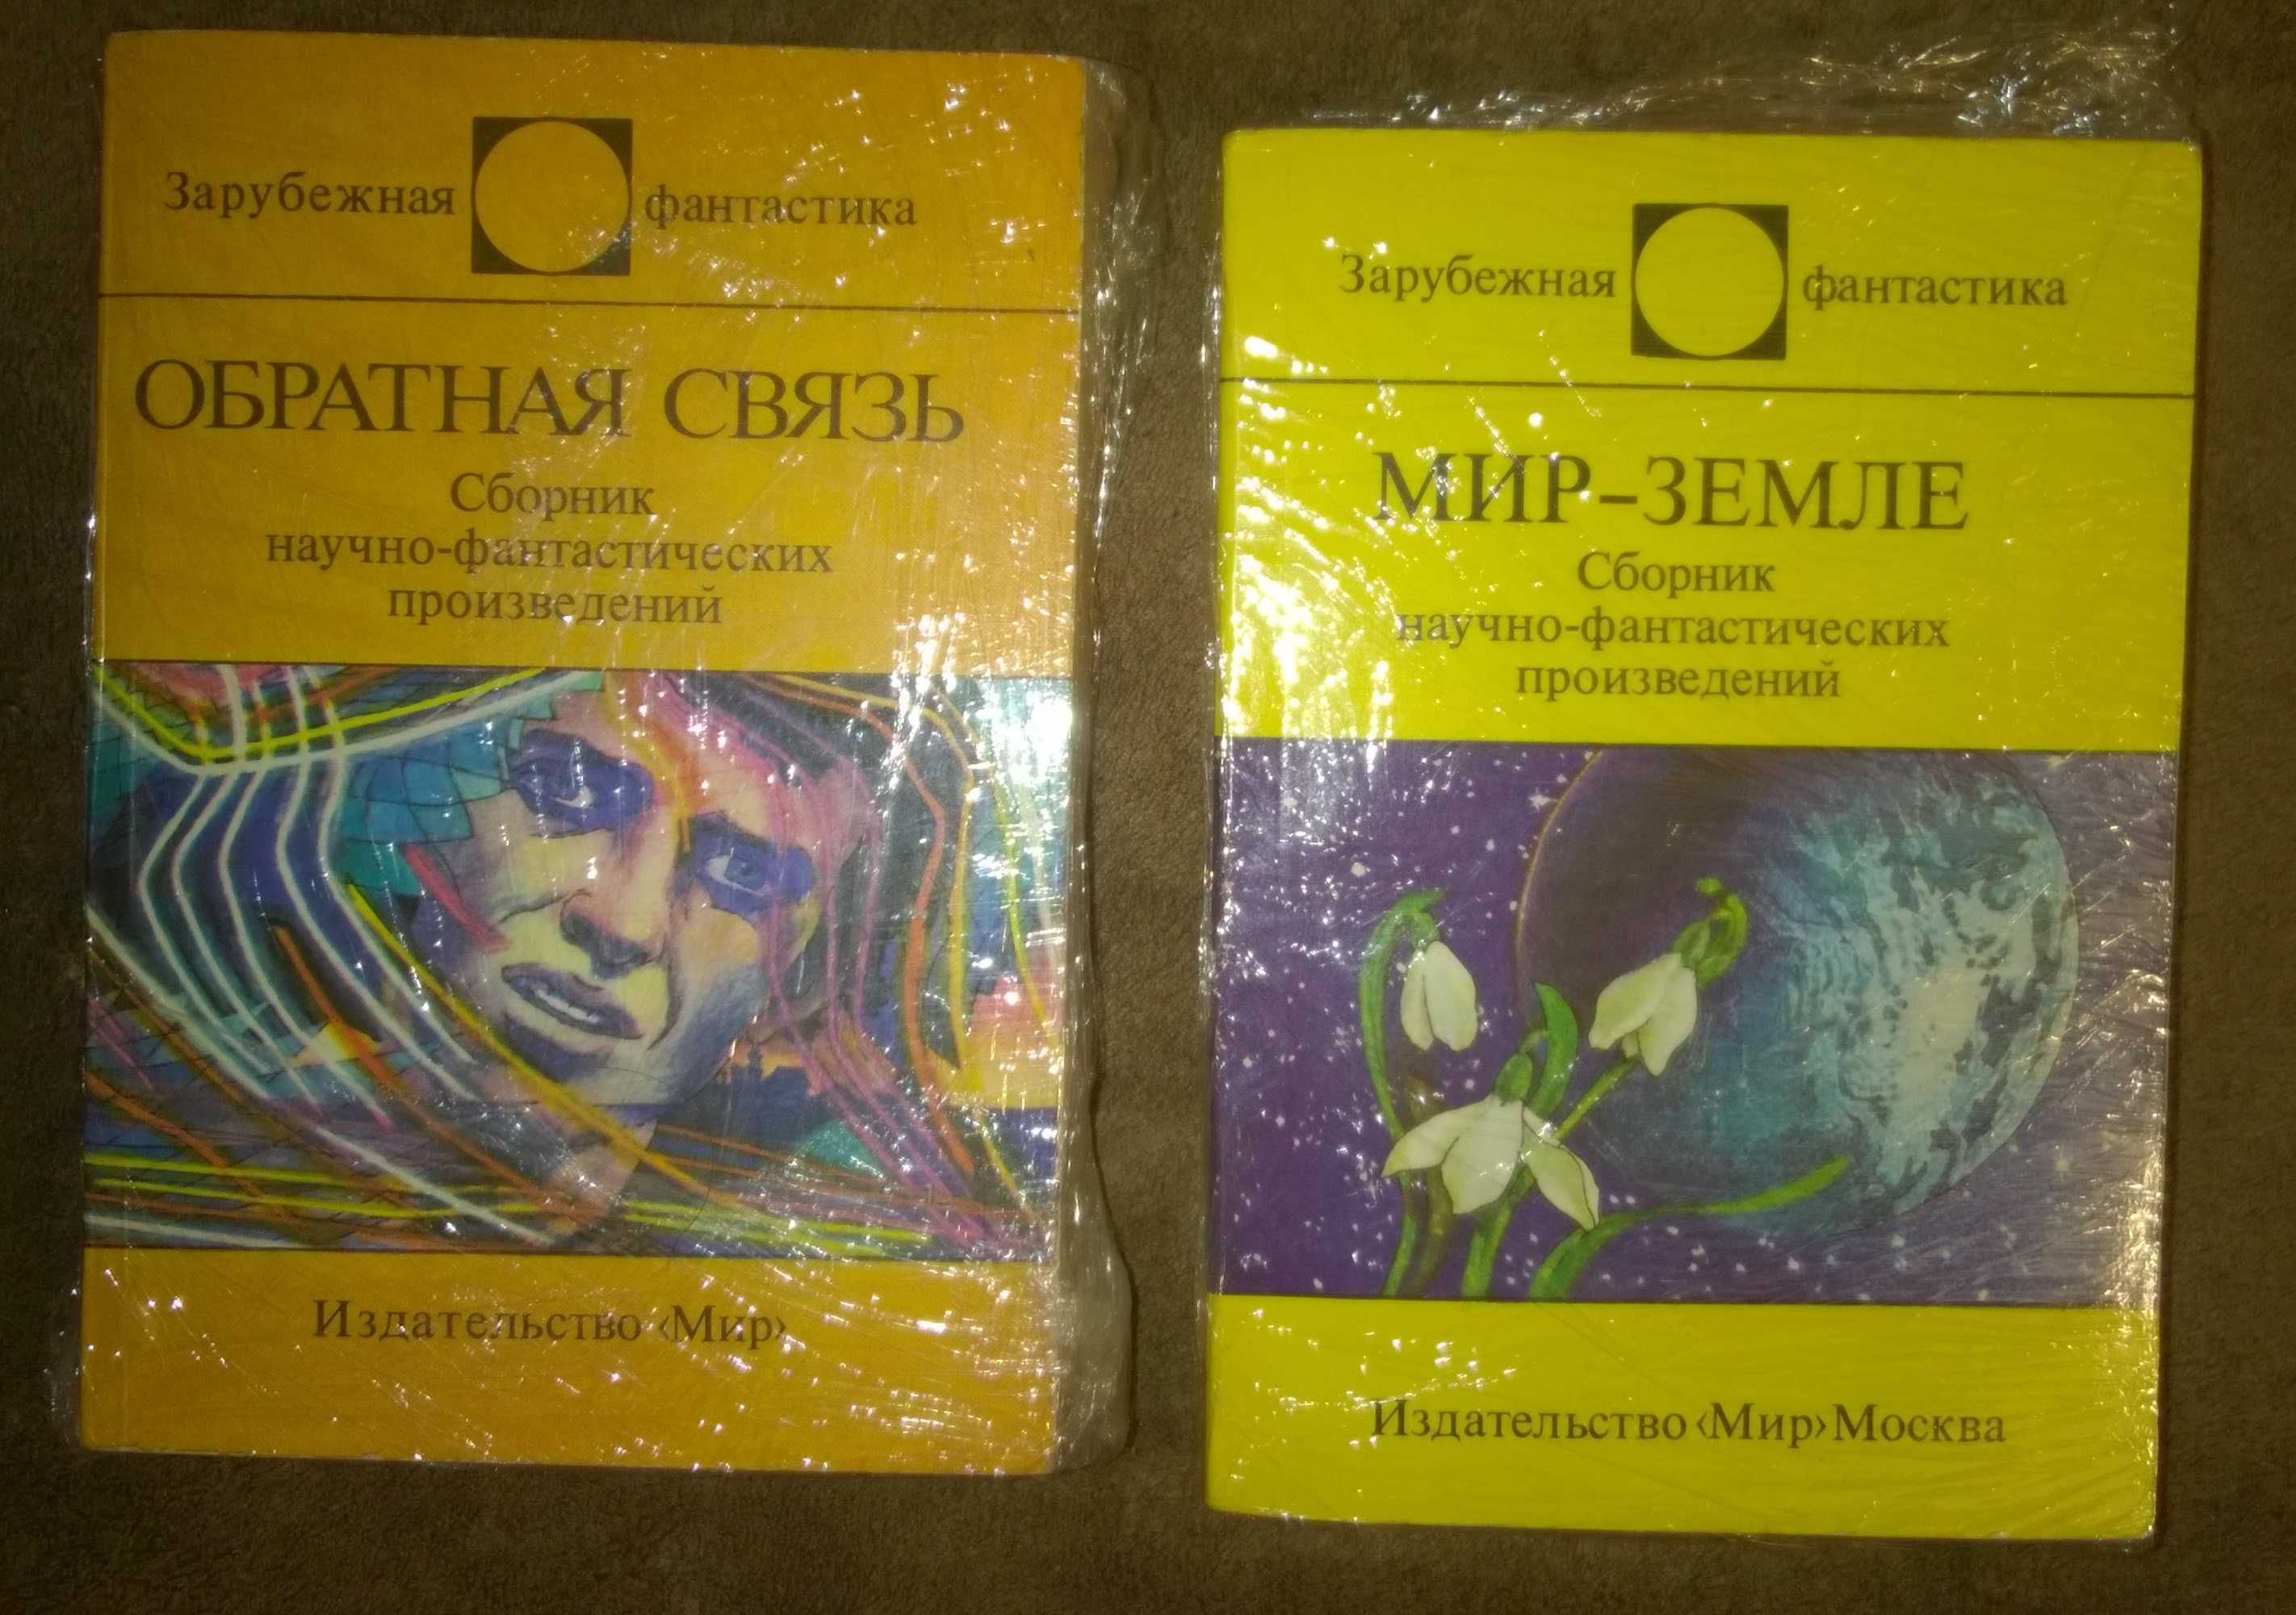 Зарубежная фантастика
ОБРАТНАЯ СВЯЗЬ
Сборник
научно-фантастических
произведений
Издательство ‹Мир›
Зарубежная фантастика
МИР-ЗЕМЛЕ
Сборник
научно-фантастических
произведений
Издательство ‹Мир› Москва